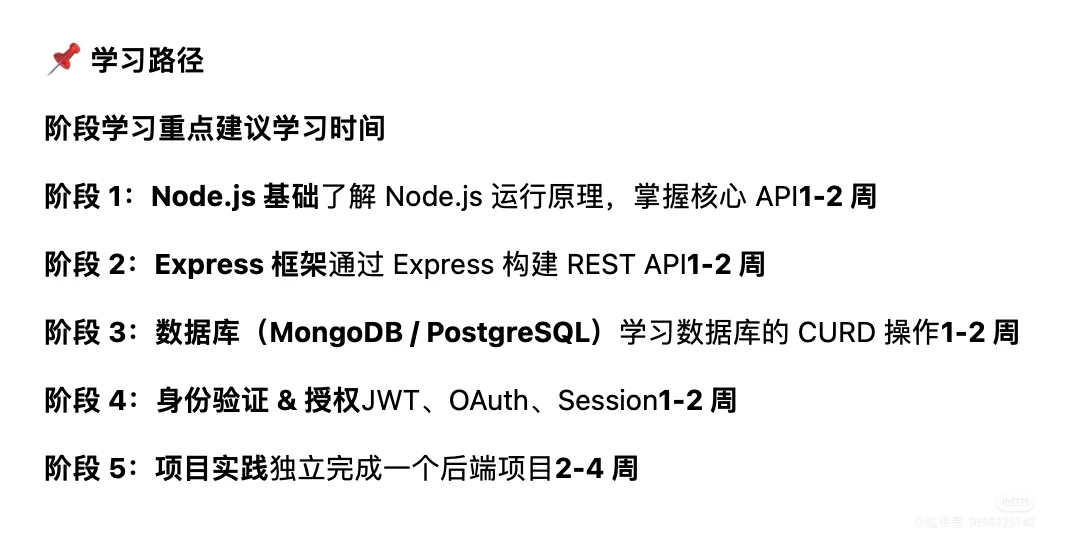 📌 学习路径
阶段学习重点建议学习时间
阶段 1：Node.js 基础了解 Node.js 运行原理，掌握核心 API1-2 周
阶段 2：Express 框架通过 Express 构建 REST API1-2 周
阶段 3：数据库（MongoDB / PostgreSQL）学习数据库的 CURD 操作1-2 周
阶段 4：身份验证 & 授权JWT、OAuth、Session1-2 周
阶段 5：项目实践独立完成一个后端项目2-4 周
小红书
小红书号